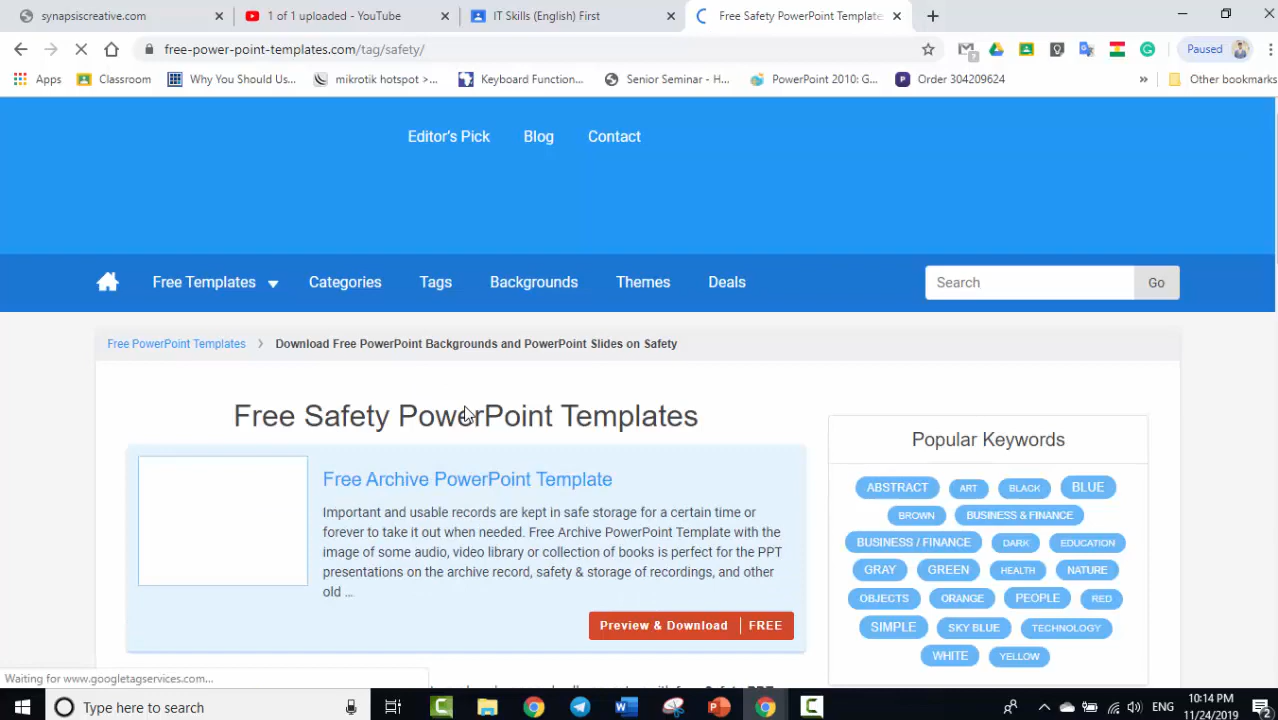 synapsiscreative.com
1 of 1 uploaded - YouTube
IT Skills (English) First
Free Safety PowerPoint Template
free-power-point-templates.com/tag/safety/
Paused
Apps
Classroom
Why You Should Us...
mikrotik hotspot >...
Keyboard Function...
Senior Seminar - H...
PowerPoint 2010: G...
Order 304209624
»
Other bookmarks
Editor's Pick
Blog
Contact
Free Templates
Categories
Tags
Backgrounds
Themes
Deals
Search
Go
Free PowerPoint Templates > Download Free PowerPoint Backgrounds and PowerPoint Slides on Safety
Free Safety PowerPoint Templates
Free Archive PowerPoint Template
Important and usable records are kept in safe storage for a certain time or
forever to take it out when needed. Free Archive PowerPoint Template with the
image of some audio, video library or collection of books is perfect for the PPT
presentations on the archive record, safety & storage of recordings, and other
old ...
Preview & Download
FREE
Popular Keywords
ABSTRACT
ART
BLACK
BLUE
BROWN
BUSINESS & FINANCE
BUSINESS / FINANCE
DARK
EDUCATION
GRAY
GREEN
HEALTH
NATURE
OBJECTS
ORANGE
PEOPLE
RED
SIMPLE
SKY BLUE
TECHNOLOGY
WHITE
YELLOW
Waiting for www.googletagservices.com...
Type here to search
ENG
10:14 PM
11/24/2019